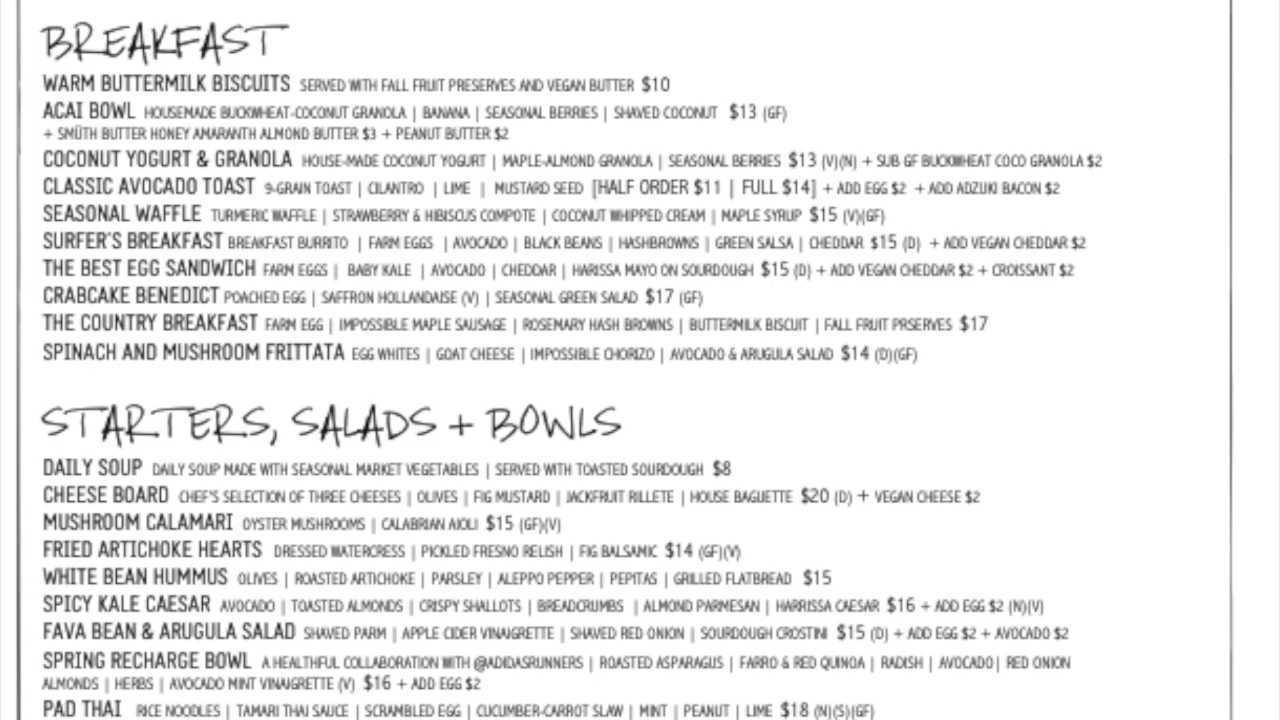 BREAKFAST
WARM BUTTERMILK BISCUITS SERVED WITH FALL FRUIT PRESERVES AND VEGAN BUTTER $10
ACAI BOWL HOUSEMADE BUCKWHEAT-COCONUT GRANOLA | BANANA | SEASONAL BERRIES | SHAVED COCONUT $13 (GF)
+ SMÜTH BUTTER HONEY AMARANTH ALMOND BUTTER $3 + PEANUT BUTTER $2
COCONUT YOGURT & GRANOLA HOUSE-MADE COCONUT YOGURT | MAPLE-ALMOND GRANOLA | SEASONAL BERRIES $13 (V)(N) + SUB GF BUCKWHEAT COCO GRANOLA $2
CLASSIC AVOCADO TOAST 9-GRAIN TOAST | CILANTRO | LIME | MUSTARD SEED [HALF ORDER $11 | FULL $14] + ADD EGG $2 + ADD ADZUKI BACON $2
SEASONAL WAFFLE TURMERIC WAFFLE | STRAWBERRY & HIBISCUS COMPOTE | COCONUT WHIPPED CREAM | MAPLE SYRUP $15 (V)(GF)
SURFER'S BREAKFAST BREAKFAST BURRITO | FARM EGGS | AVOCADO | BLACK BEANS | HASHBROWNS | GREEN SALSA | CHEDDAR $15 (D) + ADD VEGAN CHEDDAR $2
THE BEST EGG SANDWICH FARM EGGS | BABY KALE | AVOCADO | CHEDDAR | HARISSA MAYO ON SOURDOUGH $15 (D) + ADD VEGAN CHEDDAR $2 + CROISSANT $2
CRABCAKE BENEDICT POACHED EGG | SAFFRON HOLLANDAISE (V) | SEASONAL GREEN SALAD $17 (GF)
THE COUNTRY BREAKFAST FARM EGG | IMPOSSIBLE MAPLE SAUSAGE | ROSEMARY HASH BROWNS | BUTTERMILK BISCUIT | FALL FRUIT PRSERVES $17
SPINACH AND MUSHROOM FRITTATA EGG WHITES | GOAT CHEESE | IMPOSSIBLE CHORIZO | AVOCADO & ARUGULA SALAD $14 (D)(GF)
STARTERS, SALADS + BOWLS
DAILY SOUP DAILY SOUP MADE WITH SEASONAL MARKET VEGETABLES | SERVED WITH TOASTED SOURDOUGH $8
CHEESE BOARD CHEF'S SELECTION OF THREE CHEESES | OLIVES | FIG MUSTARD | JACKFRUIT RILLETE | HOUSE BAGUETTE $20 (D) + VEGAN CHEESE $2
MUSHROOM CALAMARI OYSTER MUSHROOMS | CALABRIAN AIOLI $15 (GF)(V)
FRIED ARTICHOKE HEARTS DRESSED WATERCRESS | PICKLED FRESNO RELISH | FIG BALSAMIC $14 (GF)(V)
WHITE BEAN HUMMUS OLIVES | ROASTED ARTICHOKE | PARSLEY | ALEPPO PEPPER | PEPITAS | GRILLED FLATBREAD $15
SPICY KALE CAESAR AVOCADO | TOASTED ALMONDS | CRISPY SHALLOTS | BREADCRUMBS | ALMOND PARMESAN | HARRISSA CAESAR $16 + ADD EGG $2 (N)(V)
FAVA BEAN & ARUGULA SALAD SHAVED PARM | APPLE CIDER VINAIGRETTE | SHAVED RED ONION | SOURDOUGH CROSTINI $15 (D) + ADD EGG $2 + AVOCADO $2
SPRING RECHARGE BOWL A HEALTHFUL COLLABORATION WITH @ADIDASRUNNERS | ROASTED ASPARAGUS | FARRO & RED QUINOA | RADISH | AVOCADO | RED ONION
ALMONDS | HERBS | AVOCADO MINT VINAIGRETTE (V) $16 + ADD EGG $2
PAD THAI RICE NOODLES | TAMARI THAI SAUCE | SCRAMBLED EGG | CUCUMBER-CARROT SLAW | MINT | PEANUT | LIME $18 (N)(S)(GF)